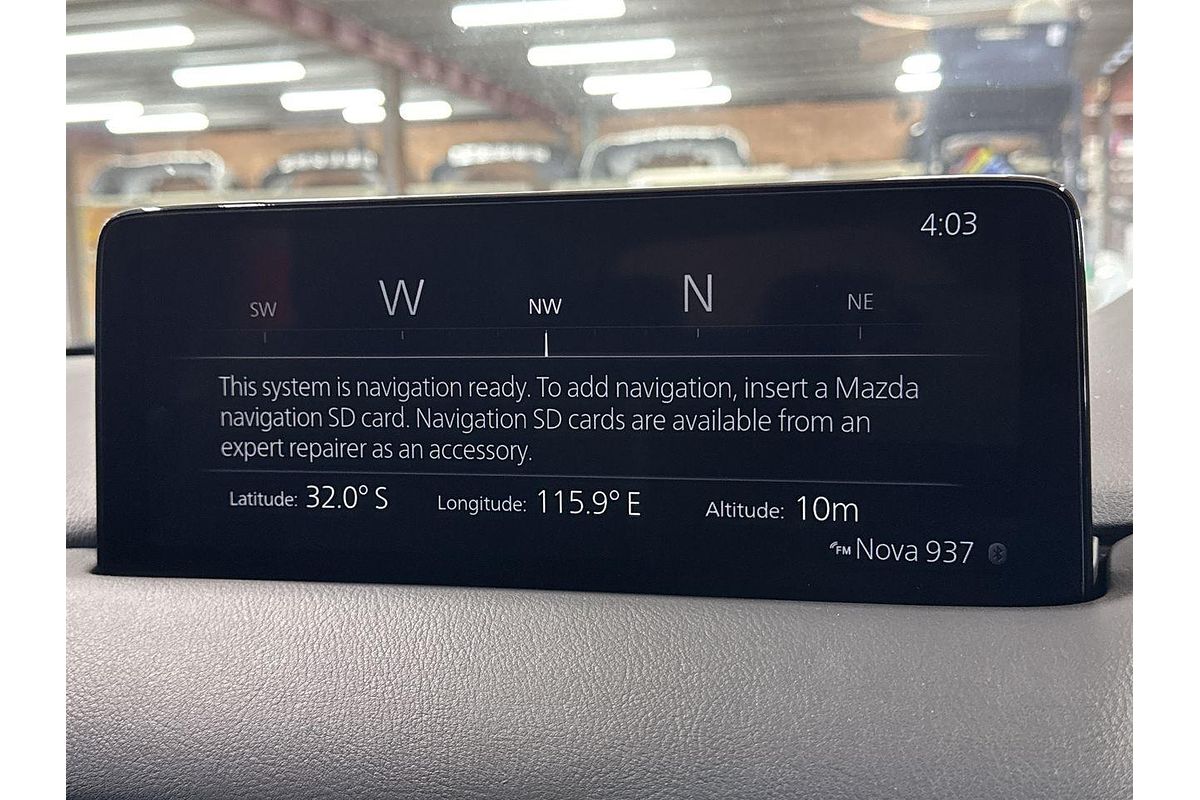 4:03
SW W NW N NE
This system is navigation ready. To add navigation, insert a Mazda
navigation SD card. Navigation SD cards are available from an
expert repairer as an accessory.
Latitude: 32.0° S Longitude: 115.9° E Altitude: 10m
FM Nova 937